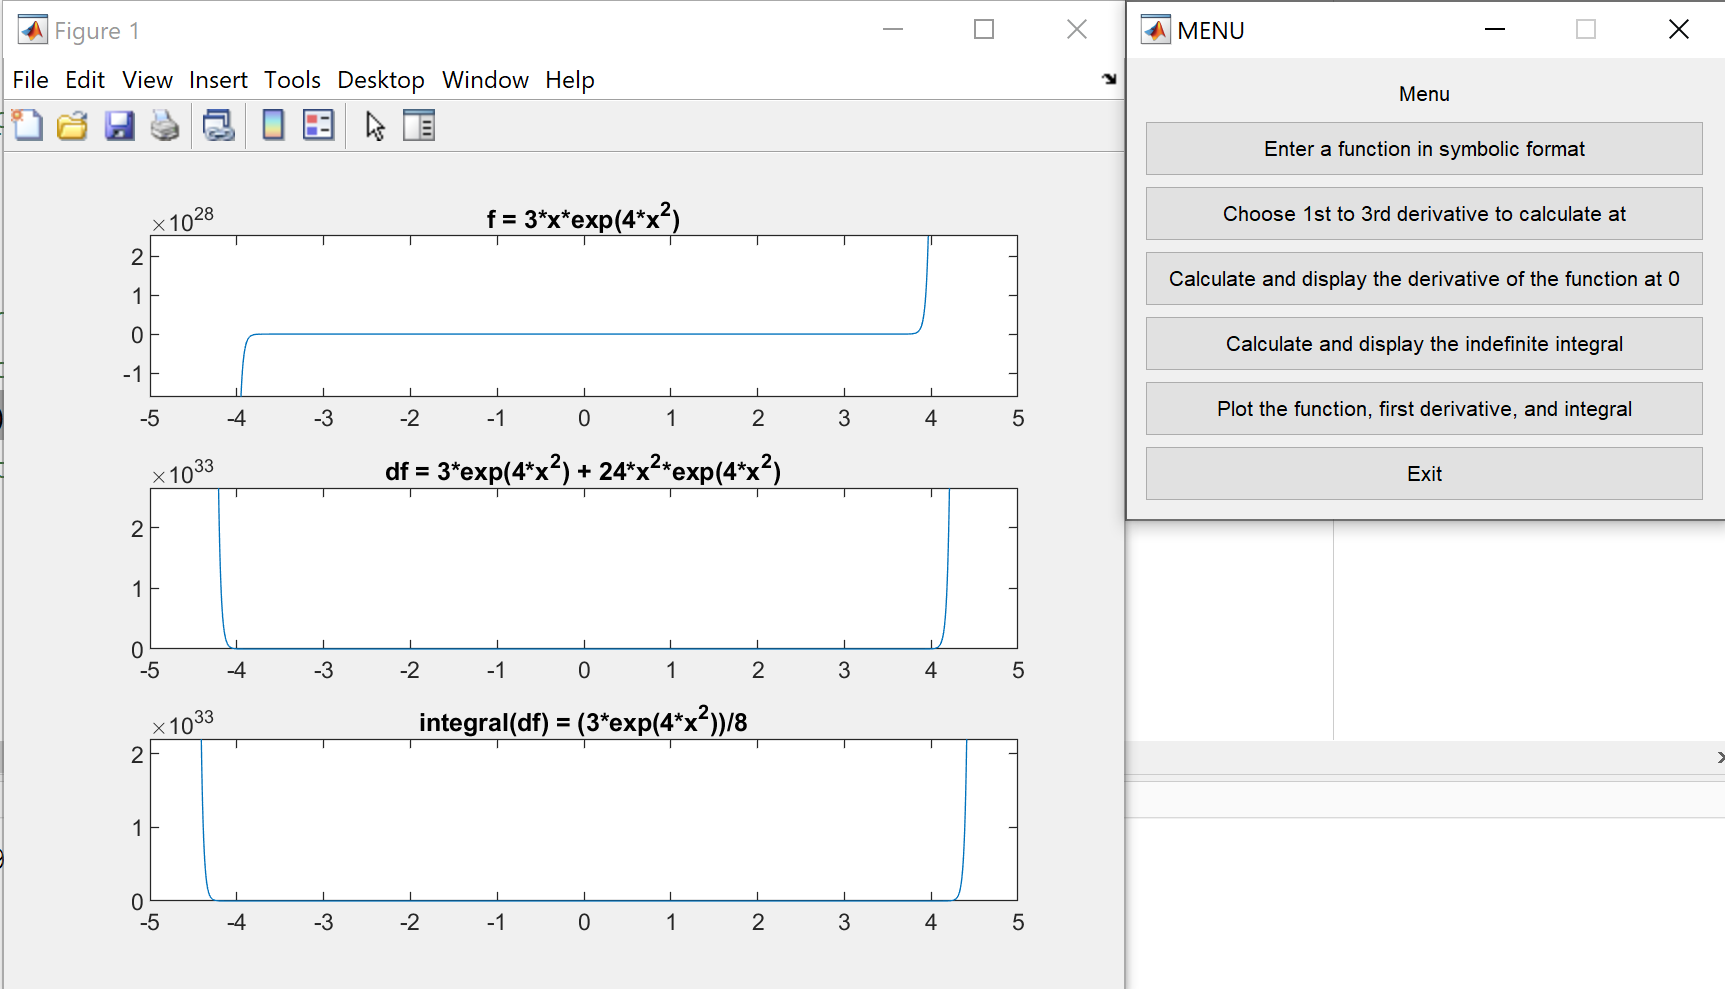 Figure 1
File Edit View Insert Tools Desktop Window Help
×10^28
f = 3*x*exp(4*x^2)
2
1
0
-1
-5 -4 -3 -2 -1 0 1 2 3 4 5
×10^33
df = 3*exp(4*x^2) + 24*x^2*exp(4*x^2)
2
1
0
-5 -4 -3 -2 -1 0 1 2 3 4 5
×10^33
integral(df) = (3*exp(4*x^2))/8
2
1
0
-5 -4 -3 -2 -1 0 1 2 3 4 5
MENU
Menu
Enter a function in symbolic format
Choose 1st to 3rd derivative to calculate at
Calculate and display the derivative of the function at 0
Calculate and display the indefinite integral
Plot the function, first derivative, and integral
Exit